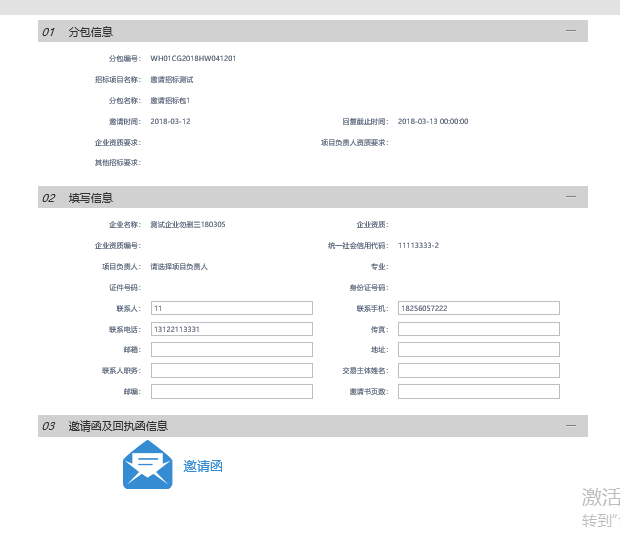 01 分包信息
分包编号: WH01CG2018HW041201
招标项目名称: 邀请招标测试
分包名称: 邀请招标包1
邀请时间: 2018-03-12 回复截止时间: 2018-03-13 00:00:00
企业资质要求: 项目负责人资质要求:
其他招标要求:
02 填写信息
企业名称: 测试企业勿删三180305 企业资质:
企业资质编号: 统一社会信用代码: 11113333-2
项目负责人: 请选择项目负责人 专业:
证件号码: 身份证号码:
联系人: 11 联系手机: 18256057222
联系电话: 13122113331 传真:
邮箱: 地址:
联系人职务: 交易主体姓名:
邮编: 邀请书页数:
03 邀请函及回执函信息
邀请函
激活
转到"